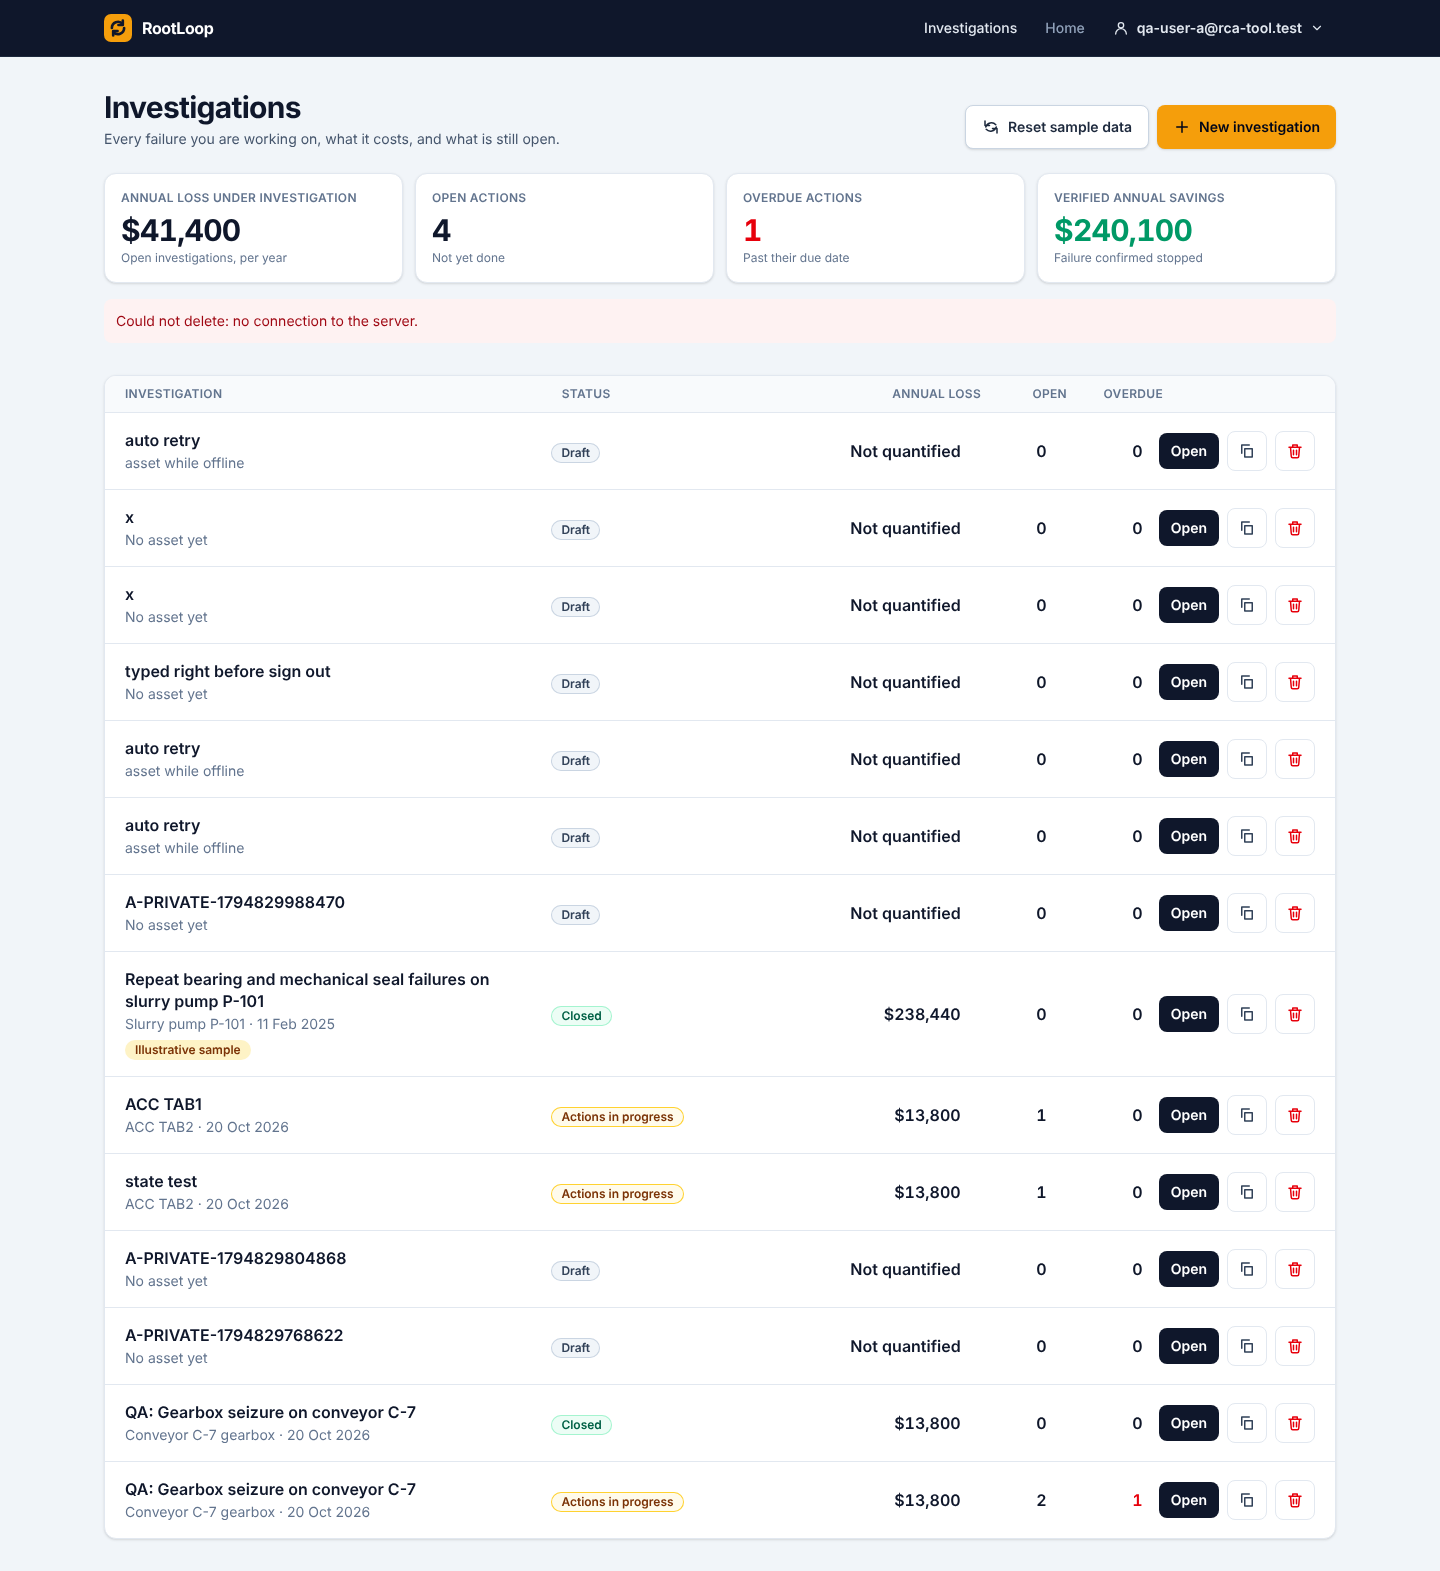 RootLoop
Investigations
Home
qa-user-a@rca-tool.test
Investigations
Every failure you are working on, what it costs, and what is still open.
Reset sample data
New investigation
ANNUAL LOSS UNDER INVESTIGATION
$41,400
Open investigations, per year
OPEN ACTIONS
4
Not yet done
OVERDUE ACTIONS
1
Past their due date
VERIFIED ANNUAL SAVINGS
$240,100
Failure confirmed stopped
Could not delete: no connection to the server.
INVESTIGATION STATUS ANNUAL LOSS OPEN OVERDUE
auto retry
asset while offline
Draft Not quantified 0 0 Open
x
No asset yet
Draft Not quantified 0 0 Open
x
No asset yet
Draft Not quantified 0 0 Open
typed right before sign out
No asset yet
Draft Not quantified 0 0 Open
auto retry
asset while offline
Draft Not quantified 0 0 Open
auto retry
asset while offline
Draft Not quantified 0 0 Open
A-PRIVATE-1794829988470
No asset yet
Draft Not quantified 0 0 Open
Repeat bearing and mechanical seal failures on
slurry pump P-101
Slurry pump P-101 · 11 Feb 2025
Illustrative sample
Closed $238,440 0 0 Open
ACC TAB1
ACC TAB2 · 20 Oct 2026
Actions in progress $13,800 1 0 Open
state test
ACC TAB2 · 20 Oct 2026
Actions in progress $13,800 1 0 Open
A-PRIVATE-1794829804868
No asset yet
Draft Not quantified 0 0 Open
A-PRIVATE-1794829768622
No asset yet
Draft Not quantified 0 0 Open
QA: Gearbox seizure on conveyor C-7
Conveyor C-7 gearbox · 20 Oct 2026
Closed $13,800 0 0 Open
QA: Gearbox seizure on conveyor C-7
Conveyor C-7 gearbox · 20 Oct 2026
Actions in progress $13,800 2 1 Open